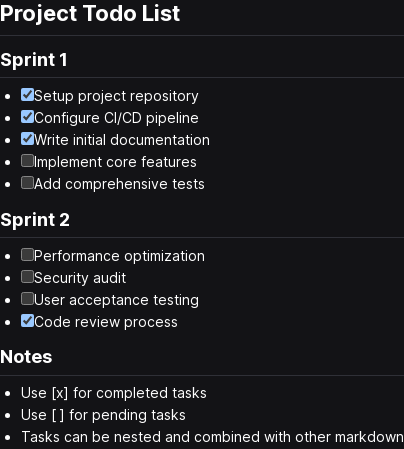 Project Todo List
Sprint 1
Setup project repository
Configure CI/CD pipeline
Write initial documentation
Implement core features
Add comprehensive tests
Sprint 2
Performance optimization
Security audit
User acceptance testing
Code review process
Notes
Use [x] for completed tasks
Use [ ] for pending tasks
Tasks can be nested and combined with other markdown